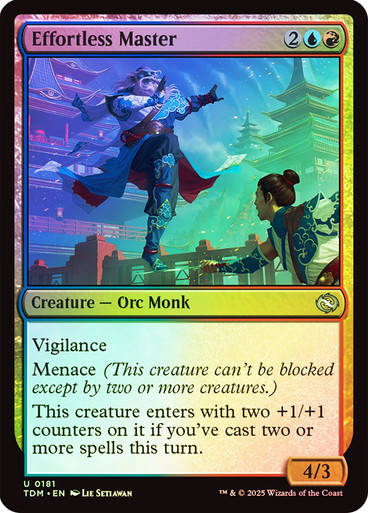 Effortless Master 2
Creature — Orc Monk
Vigilance
Menace (This creature can't be blocked
except by two or more creatures.)
This creature enters with two +1/+1
counters on it if you've cast two or
more spells this turn.
4/3
U 0181
TDM • EN Lie Setiawan
™ & © 2025 Wizards of the Coast